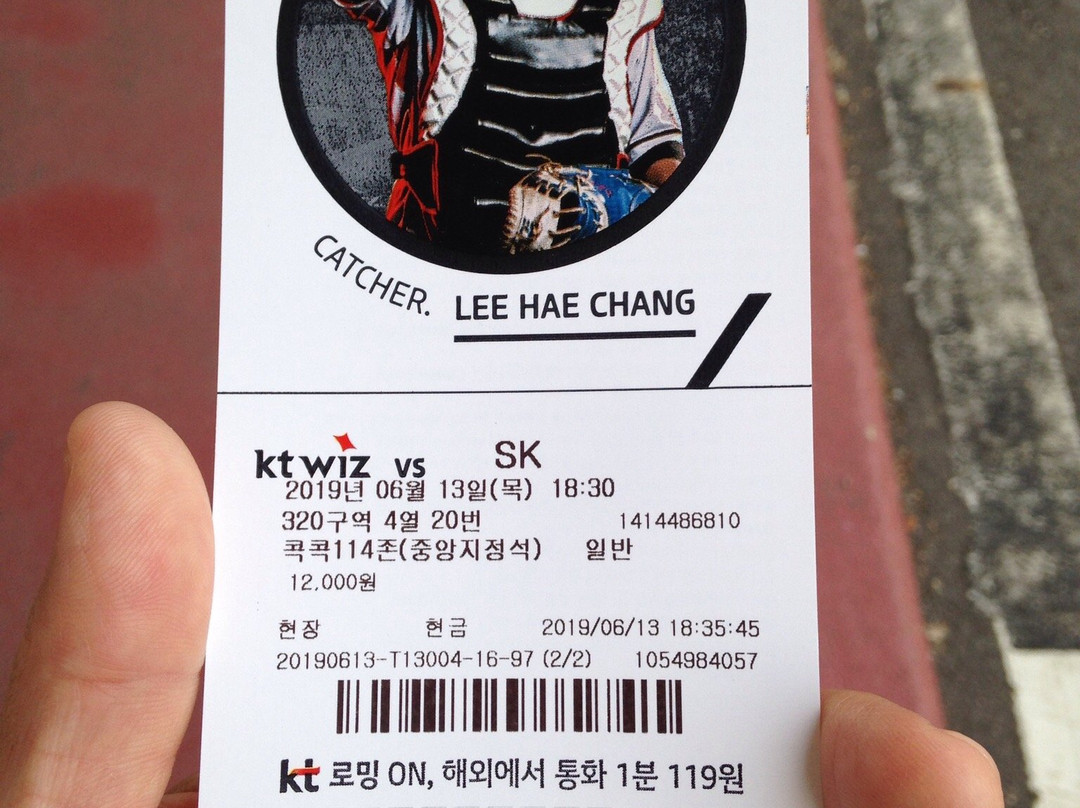 CATCHER. LEE HAE CHANG
kt wiz vs SK
2019년 06월 13일(목) 18:30
320구역 4열 20번 1414486810
콕콕114존(중앙지정석) 일반
12,000원
현장 현금 2019/06/13 18:35:45
20190613-T13004-16-97 (2/2) 1054984057
kt 로밍 ON, 해외에서 통화 1분 119원